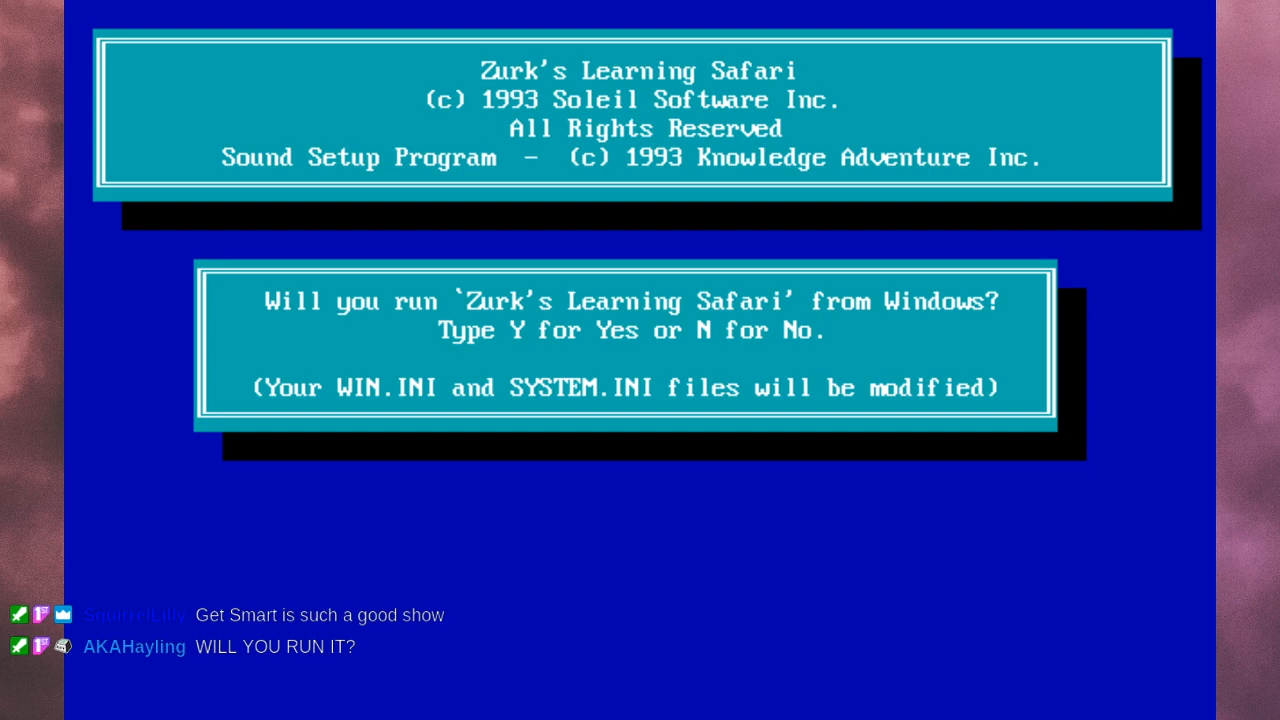 Zurk's Learning Safari
(c) 1993 Soleil Software Inc.
All Rights Reserved
Sound Setup Program - (c) 1993 Knowledge Adventure Inc.
Will you run `Zurk's Learning Safari' from Windows?
Type Y for Yes or N for No.
(Your WIN.INI and SYSTEM.INI files will be modified)
1ST SquirrelLilly Get Smart is such a good show
1ST AKAHayling WILL YOU RUN IT?